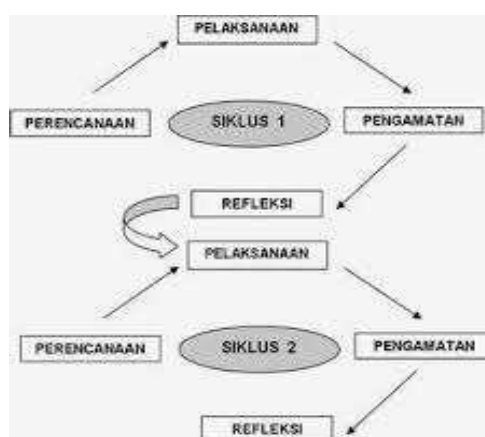 PELAKSANAAN
PERENCANAAN
SIKLUS 1
PENGAMATAN
REFLEKSI
PELAKSANAAN
PERENCANAAN
SIKLUS 2
PENGAMATAN
REFLEKSI